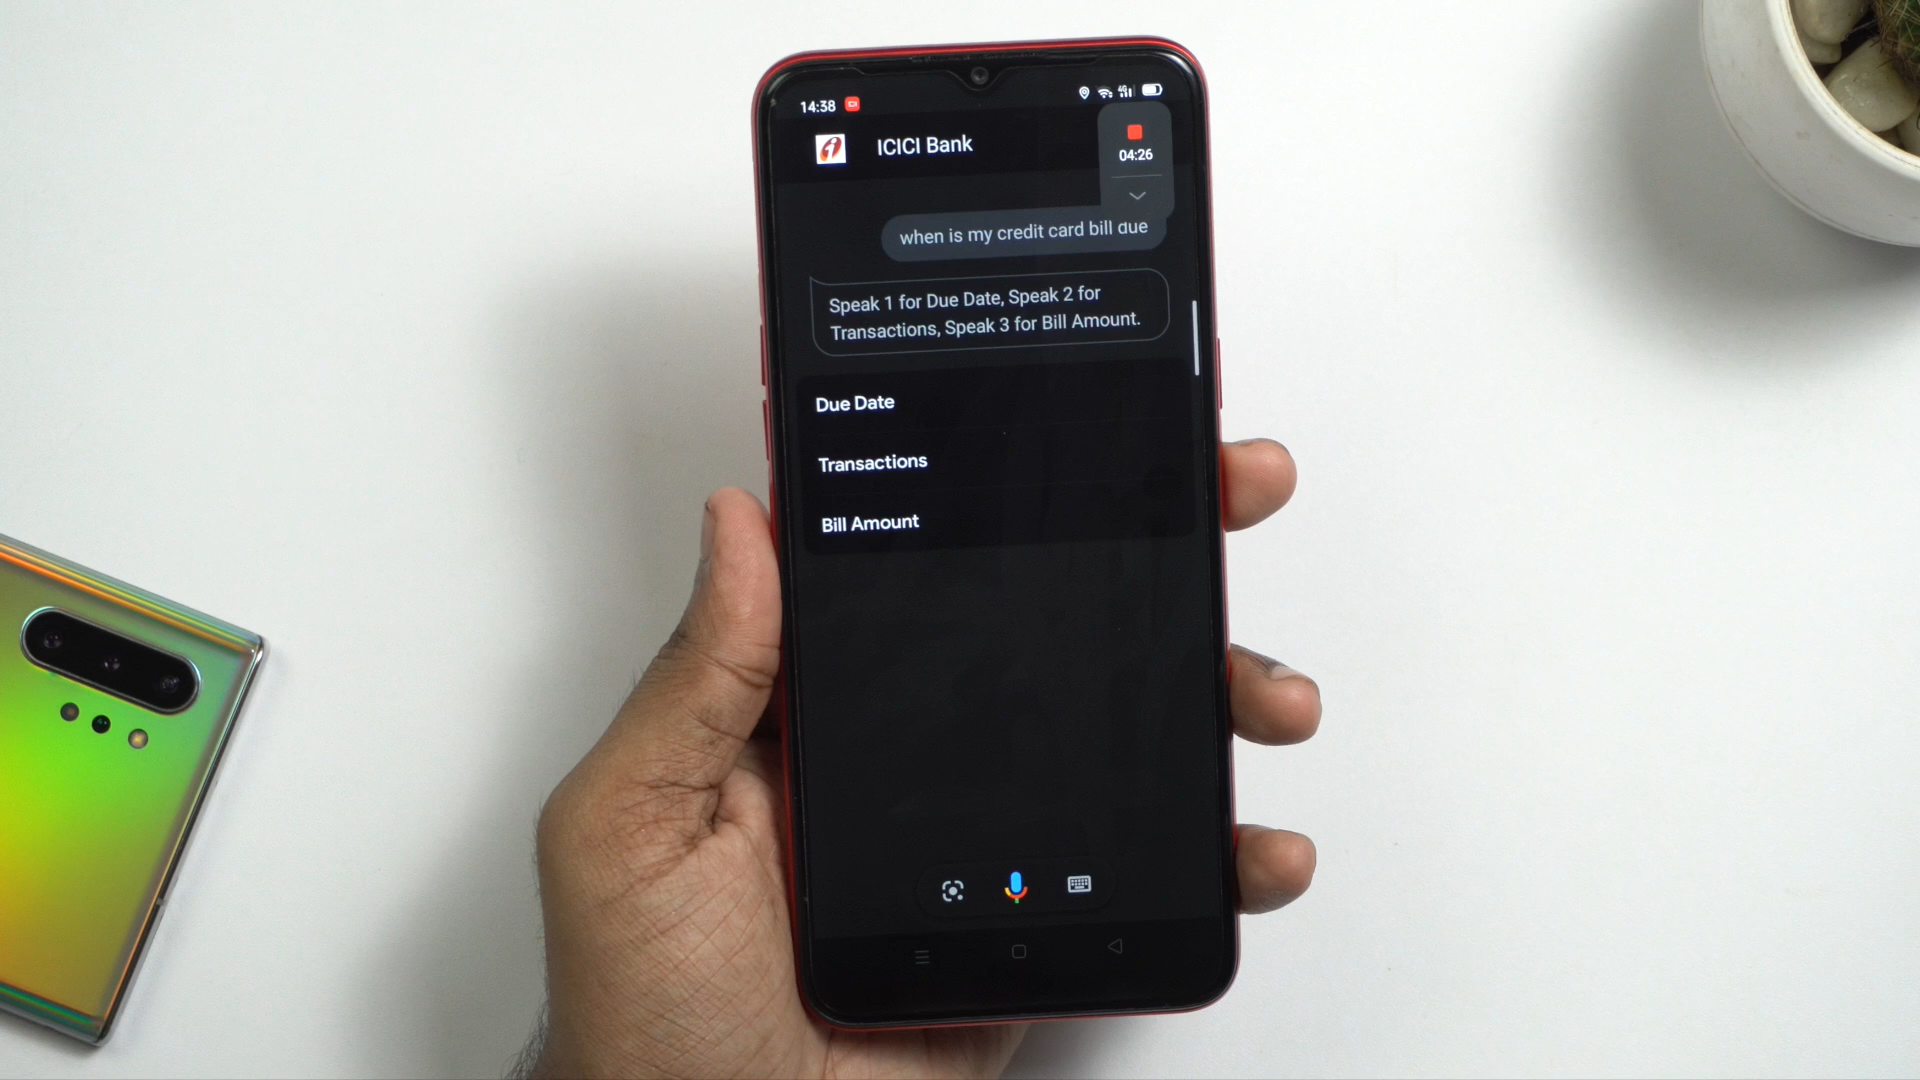 14:38
4G
ICICI Bank
04:26
when is my credit card bill due
Speak 1 for Due Date, Speak 2 for
Transactions, Speak 3 for Bill Amount.
Due Date
Transactions
Bill Amount